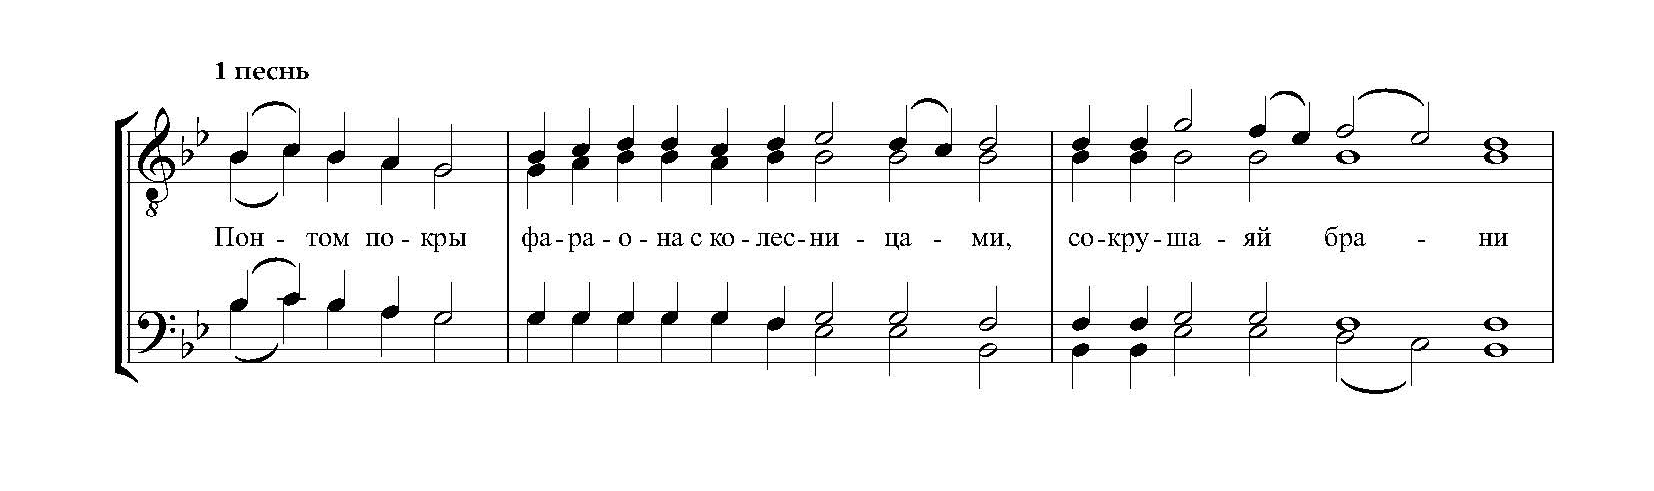 1 песнь
8
Пон - том по - кры фа - ра - о - на с ко - лес - ни - ца - ми, со - кру - ша - яй бра - ни